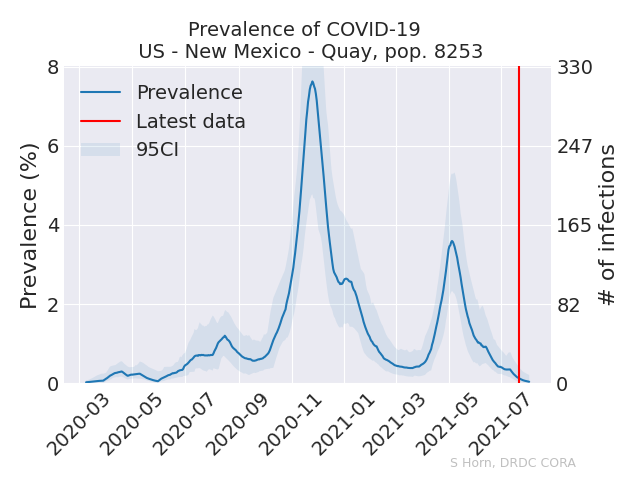 Prevalence of COVID-19
US - New Mexico - Quay, pop. 8253
Prevalence (%)
8
6
4
2
0
Prevalence
Latest data
95CI
330
247
165
82
0
# of infections
2020-03
2020-05
2020-07
2020-09
2020-11
2021-01
2021-03
2021-05
2021-07
S Horn, DRDC CORA